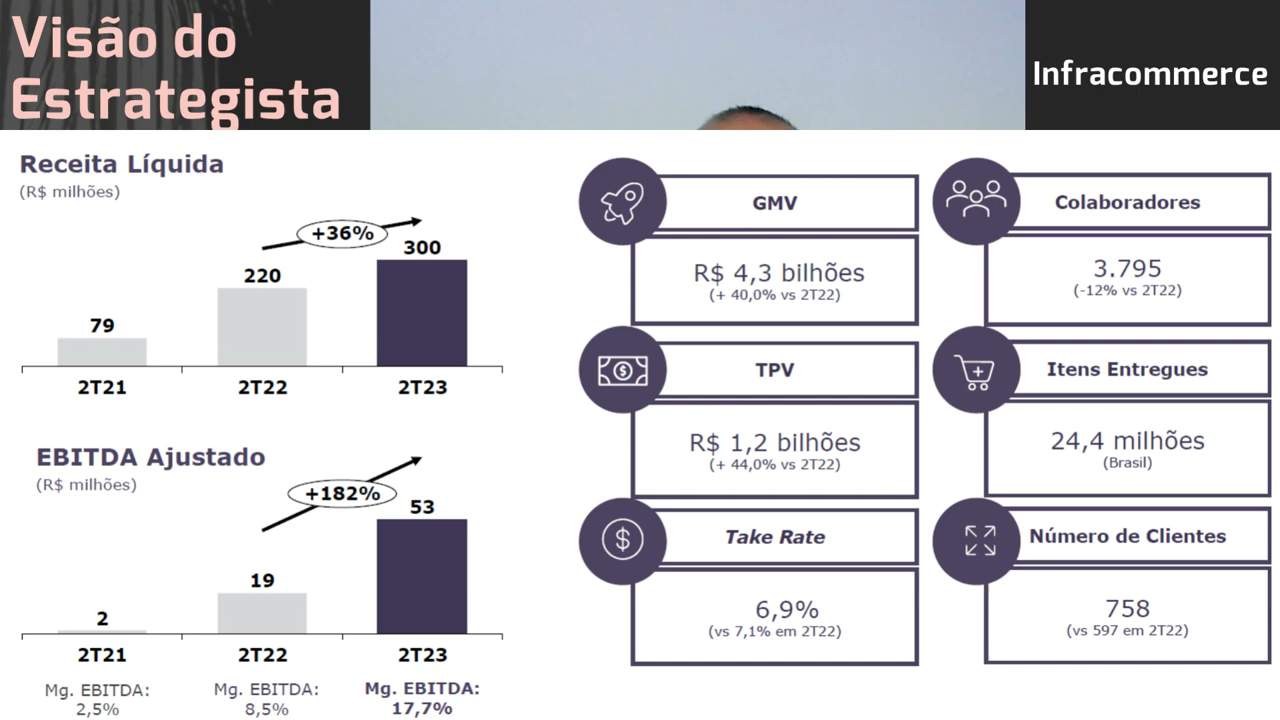 Visão do
Estrategista
Infracommerce
Receita Líquida
(R$ milhões)
+36%
79
220
300
2T21
2T22
2T23
EBITDA Ajustado
(R$ milhões)
+182%
2
19
53
2T21
2T22
2T23
Mg. EBITDA:
2,5%
Mg. EBITDA:
8,5%
Mg. EBITDA:
17,7%
GMV
R$ 4,3 bilhões
(+ 40,0% vs 2T22)
TPV
R$ 1,2 bilhões
(+ 44,0% vs 2T22)
Take Rate
6,9%
(vs 7,1% em 2T22)
Colaboradores
3.795
(-12% vs 2T22)
Itens Entregues
24,4 milhões
(Brasil)
Número de Clientes
758
(vs 597 em 2T22)